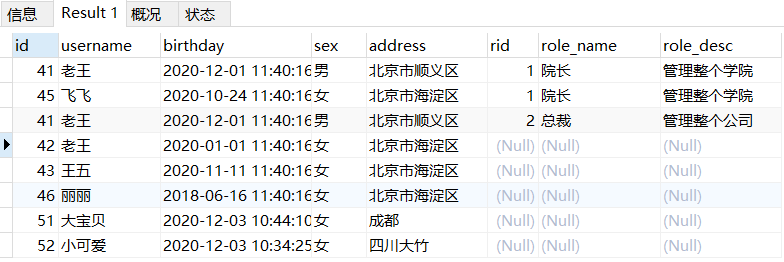 信息 Result 1 概况 状态
id username birthday sex address rid role_name role_desc
41 老王 2020-12-01 11:40:16 男 北京市顺义区 1 院长 管理整个学院
45 飞飞 2020-10-24 11:40:16 女 北京市海淀区 1 院长 管理整个学院
41 老王 2020-12-01 11:40:16 男 北京市顺义区 2 总裁 管理整个公司
42 老王 2020-01-01 11:40:16 女 北京市海淀区 (Null) (Null) (Null)
43 王五 2020-11-11 11:40:16 女 北京市海淀区 (Null) (Null) (Null)
46 丽丽 2018-06-16 11:40:16 女 北京市海淀区 (Null) (Null) (Null)
51 大宝贝 2020-12-03 10:44:10 女 成都 (Null) (Null) (Null)
52 小可爱 2020-12-03 10:34:25 女 四川大竹 (Null) (Null) (Null)